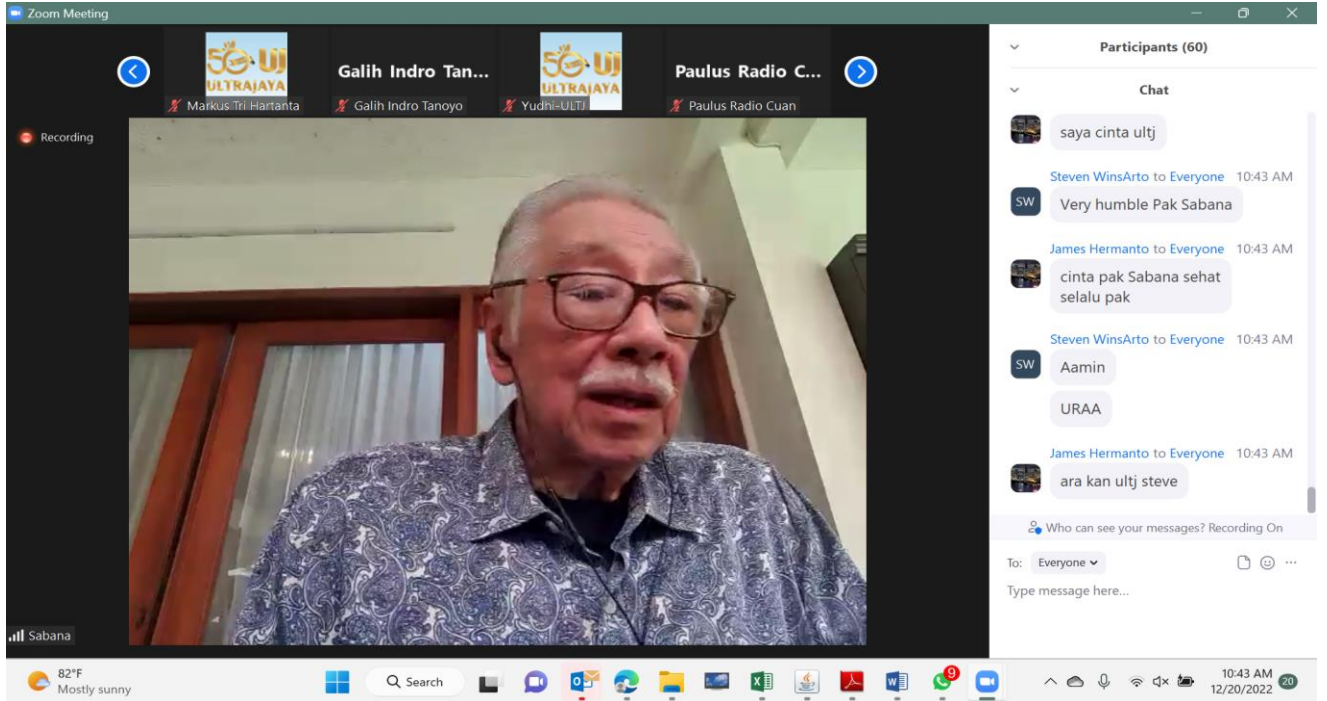 Zoom Meeting
50 UJ
ULTRAJAYA
Markus Tri Hartanta
Galih Indro Tan...
Galih Indro Tanoyo
50 UJ
ULTRAJAYA
Yudhi-ULTJ
Paulus Radio C...
Paulus Radio Cuan
Recording
Sabana
Participants (60)
Chat
saya cinta ultj
Steven WinsArto to Everyone 10:43 AM
SW
Very humble Pak Sabana
James Hermanto to Everyone 10:43 AM
cinta pak Sabana sehat
selalu pak
Steven WinsArto to Everyone 10:43 AM
SW
Aamin
URAA
James Hermanto to Everyone 10:43 AM
ara kan ultj steve
Who can see your messages? Recording On
To: Everyone
Type message here...
82°F
Mostly sunny
Search
9
10:43 AM
12/20/2022
20